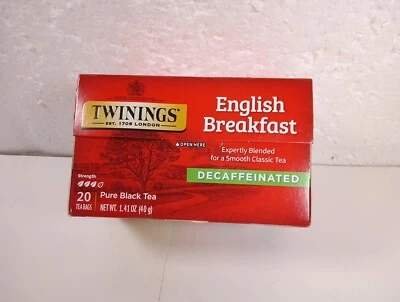 TWININGS®
EST. 1706 LONDON
English
Breakfast
OPEN HERE
Expertly Blended
for a Smooth Classic Tea
DECAFFEINATED
Strength
20
TEA BAGS
Pure Black Tea
NET WT. 1.41 OZ (40 g)